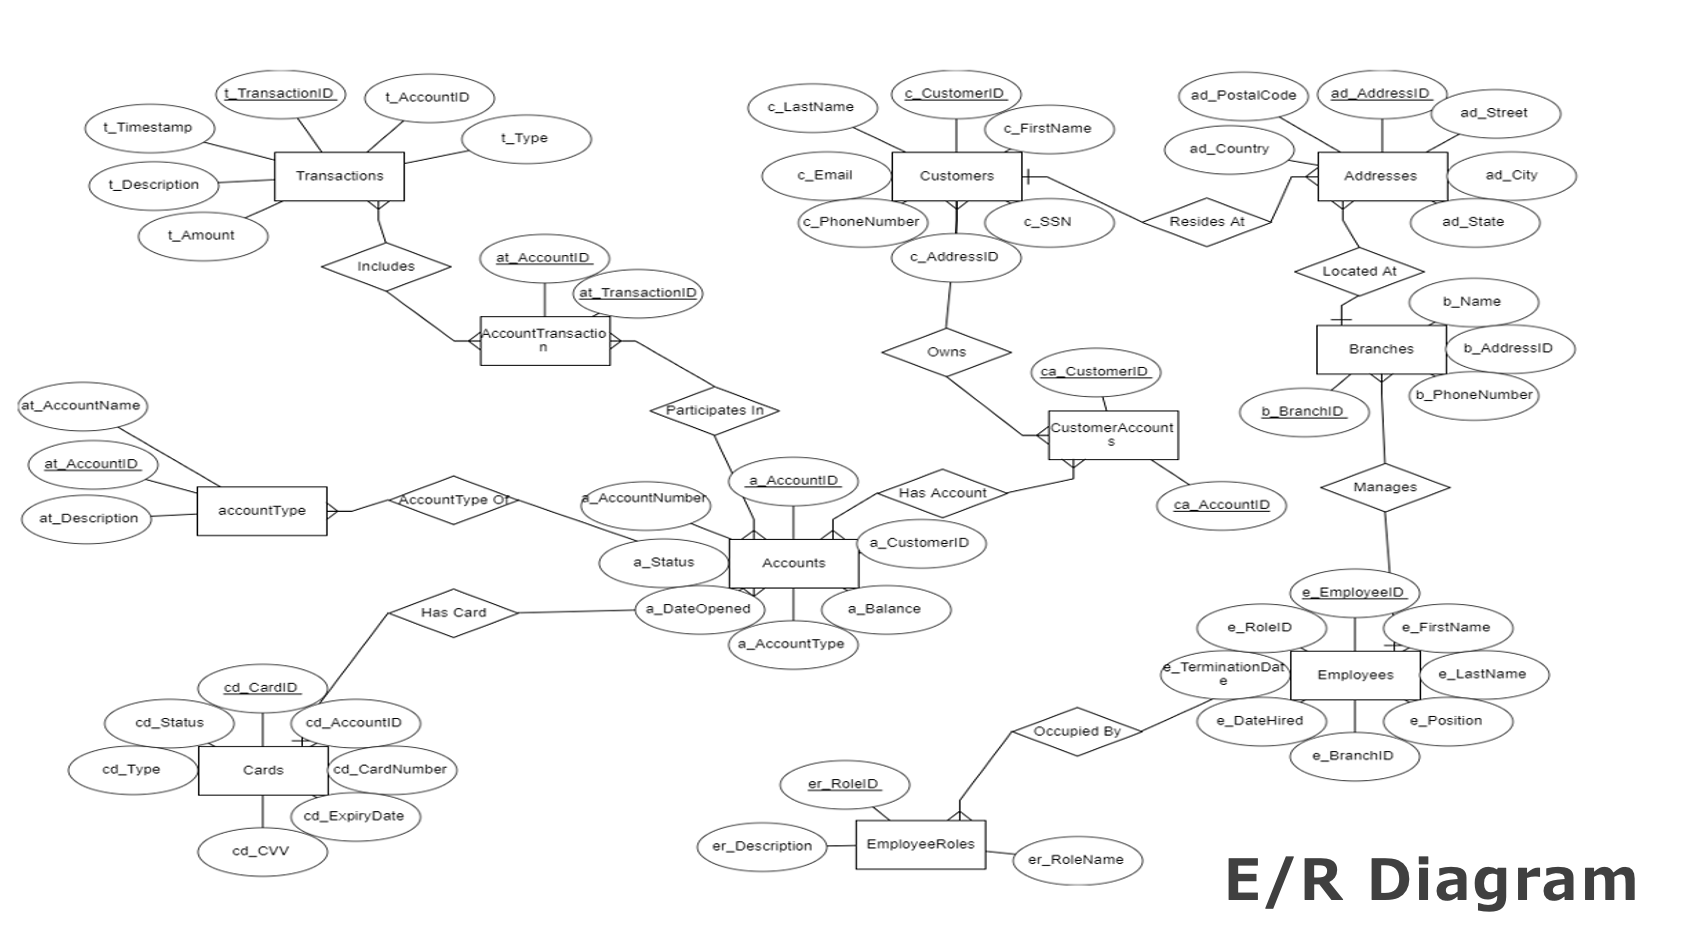 t_TransactionID
t_AccountID
t_Timestamp
t_Type
t_Description
t_Amount
Transactions
Includes
at_AccountID
at_TransactionID
AccountTransactio
n
Participates In
c_LastName
c_CustomerID
c_FirstName
c_Email
Customers
c_PhoneNumber
c_SSN
c_AddressID
Resides At
ad_PostalCode
ad_AddressID
ad_Street
ad_Country
Addresses
ad_City
ad_State
Located At
b_Name
Branches
b_AddressID
b_PhoneNumber
b_BranchID
Owns
ca_CustomerID
CustomerAccount
s
ca_AccountID
Has Account
Manages
at_AccountName
at_AccountID
at_Description
accountType
AccountType Of
a_AccountNumber
a_AccountID
a_CustomerID
a_Status
Accounts
a_DateOpened
a_Balance
a_AccountType
Has Card
cd_CardID
cd_Status
cd_AccountID
cd_Type
Cards
cd_CardNumber
cd_ExpiryDate
cd_CVV
e_EmployeeID
e_RoleID
e_FirstName
e_TerminationDat
e
Employees
e_LastName
e_DateHired
e_Position
e_BranchID
Occupied By
er_RoleID
er_Description
EmployeeRoles
er_RoleName
E/R Diagram